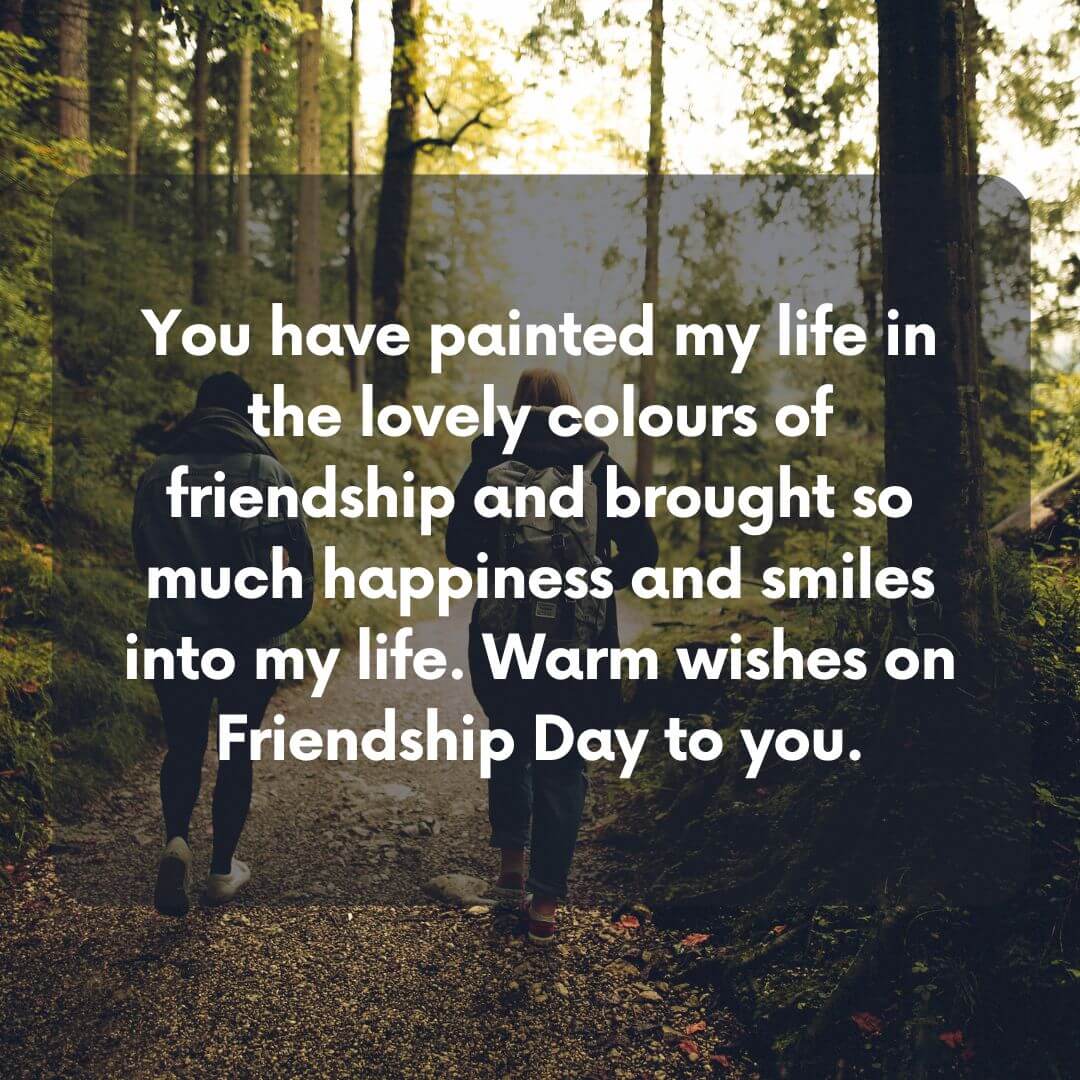 You have painted my life in
the lovely colours of
friendship and brought so
much happiness and smiles
into my life. Warm wishes on
Friendship Day to you.